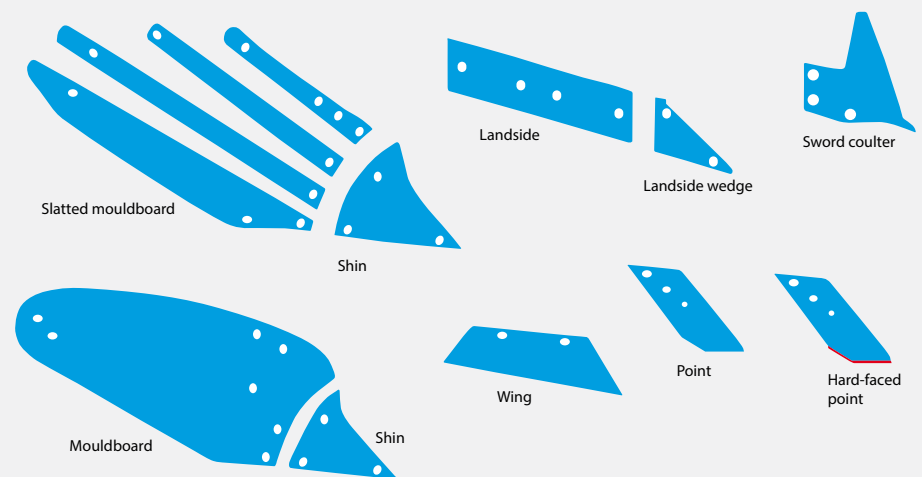 Landside
Sword coulter
Landside wedge
Slatted mouldboard
Shin
Point
Hard-faced
point
Wing
Shin
Mouldboard